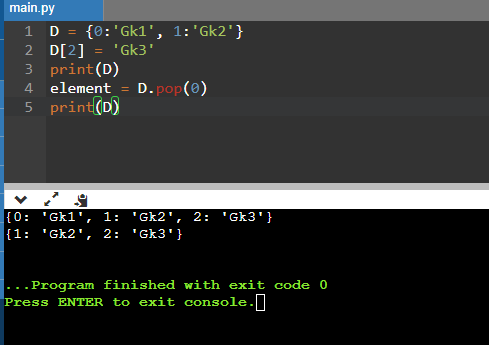 main.py
1 D = {0:'Gk1', 1:'Gk2'}
2 D[2] = 'Gk3'
3 print(D)
4 element = D.pop(0)
5 print(D)
{0: 'Gk1', 1: 'Gk2', 2: 'Gk3'}
{1: 'Gk2', 2: 'Gk3'}
...Program finished with exit code 0
Press ENTER to exit console.